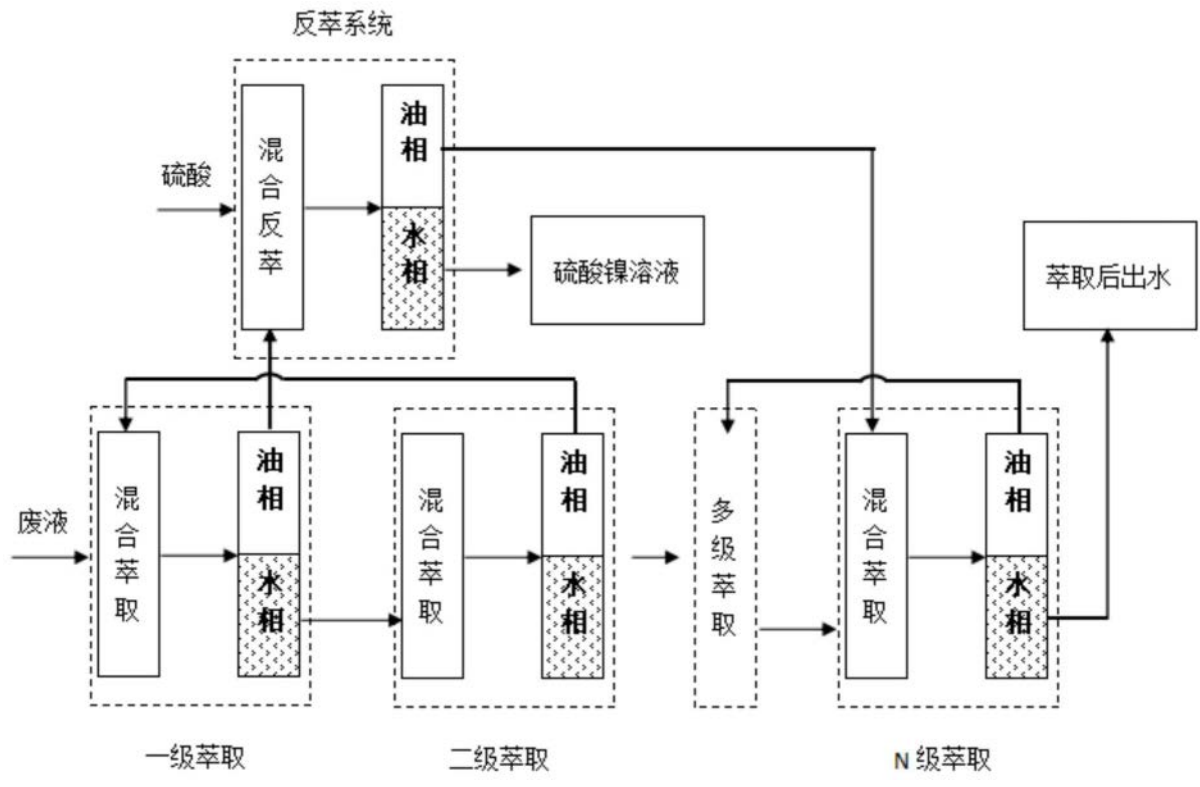 反萃系统
硫酸
混合反萃
油相
水相
硫酸镍溶液
萃取后出水
废液
混合萃取
油相
水相
混合萃取
油相
水相
多级萃取
混合萃取
油相
水相
一级萃取
二级萃取
N级萃取